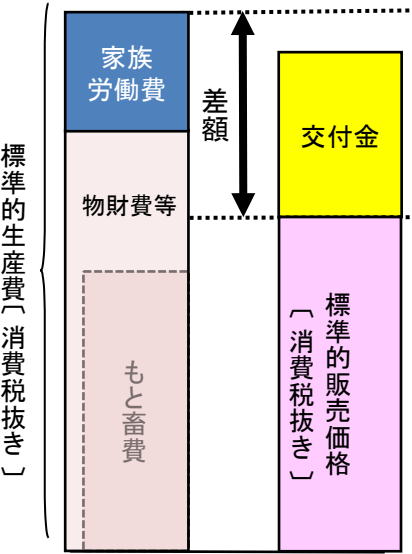 標準的生産費〔消費税抜き〕
家族
労働費
物財費等
もと畜費
差額
交付金
標準的販売価格
〔消費税抜き〕